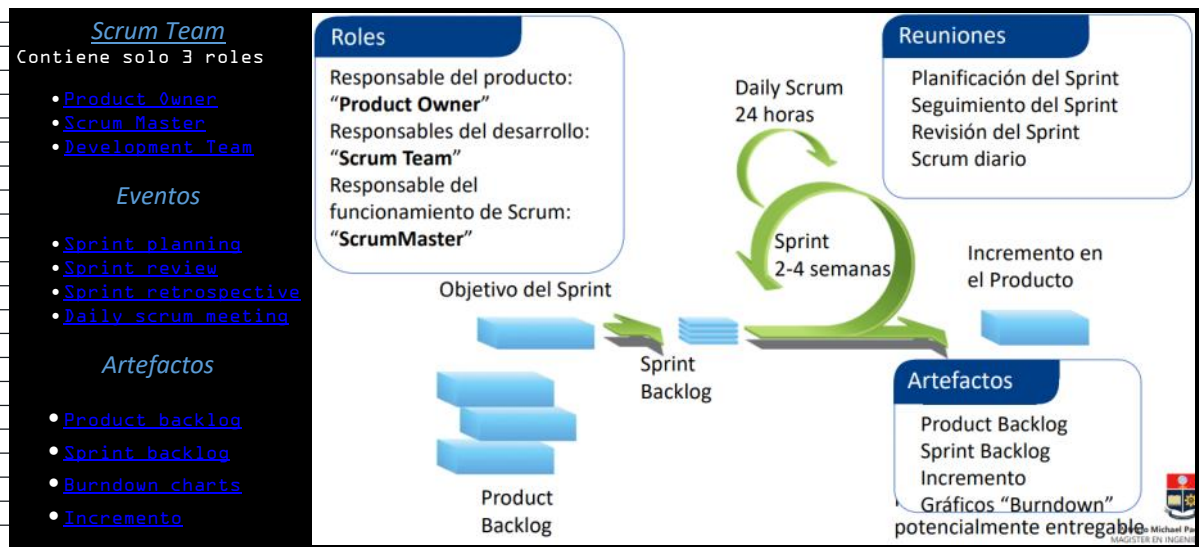 Scrum Team
Contiene solo 3 roles
Product Owner
Scrum Master
Development Team
Eventos
Sprint planning
Sprint review
Sprint retrospective
Daily scrum meeting
Artefactos
Product backlog
Sprint backlog
Burndown charts
Incremento
Roles
Responsable del producto:
“Product Owner”
Responsables del desarrollo:
“Scrum Team”
Responsable del
funcionamiento de Scrum:
“ScrumMaster”
Daily Scrum
24 horas
Reuniones
Planificación del Sprint
Seguimiento del Sprint
Revisión del Sprint
Scrum diario
Sprint
2-4 semanas
Incremento en
el Producto
Objetivo del Sprint
Sprint
Backlog
Product
Backlog
Artefactos
Product Backlog
Sprint Backlog
Incremento
Gráficos “Burndown”
potencialmente entregable
Michael
MAGISTER EN